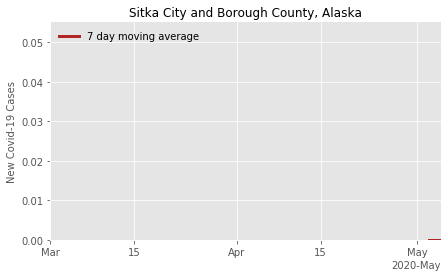 Sitka City and Borough County, Alaska
7 day moving average
New Covid-19 Cases
0.05
0.04
0.03
0.02
0.01
0.00
Mar 15 Apr 15 May
2020-May